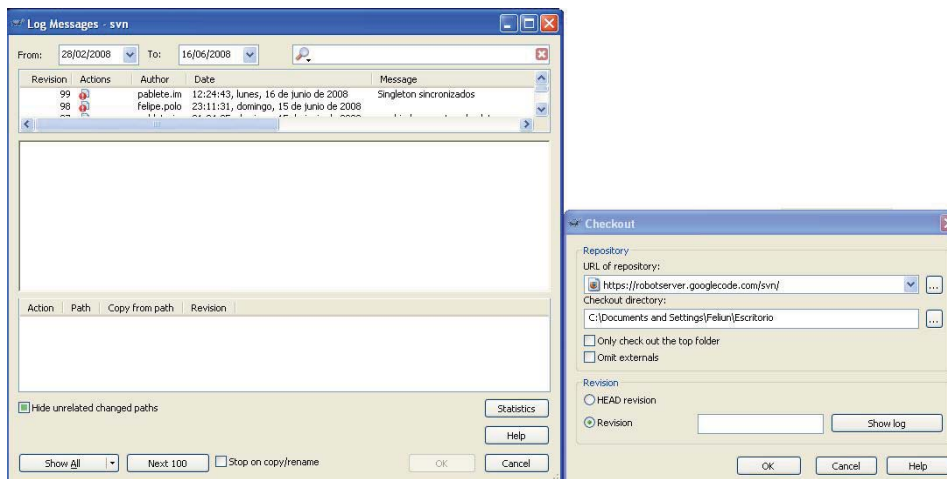 Log Messages - svn
From: 28/02/2008 To: 16/06/2008
Revision Actions Author Date Message
99 pablete.im 12:24:43, lunes, 16 de junio de 2008 Singleton sincronizados
98 felipe.polo 23:11:31, domingo, 15 de junio de 2008
Action Path Copy from path Revision
Hide unrelated changed paths
Statistics
Help
Show All Next 100 Stop on copy/rename OK Cancel
Checkout
Repository
URL of repository:
https://robotserver.googlecode.com/svn/
...
Checkout directory:
C:\Documents and Settings\Feliun\Escritorio
...
Only check out the top folder
Omit externals
Revision
HEAD revision
Revision Show log
OK Cancel Help